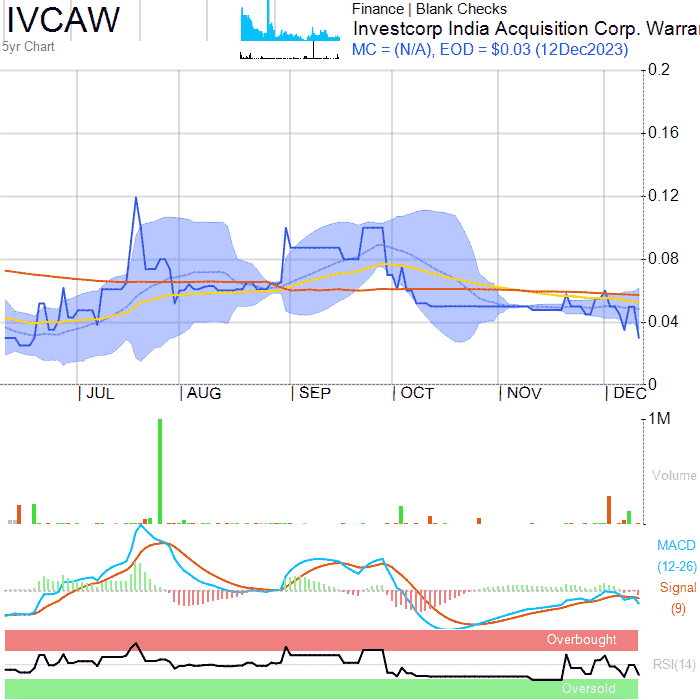 IVCAW
5yr Chart
Finance | Blank Checks
Investcorp India Acquisition Corp. Warra
MC = (N/A), EOD = $0.03 (12Dec2023)
0.2
0.16
0.12
0.08
0.04
0
| JUL | AUG | SEP | OCT | NOV | DEC
1M
Volume
MACD
(12-26)
Signal
(9)
Overbought
RSI(14)
Oversold